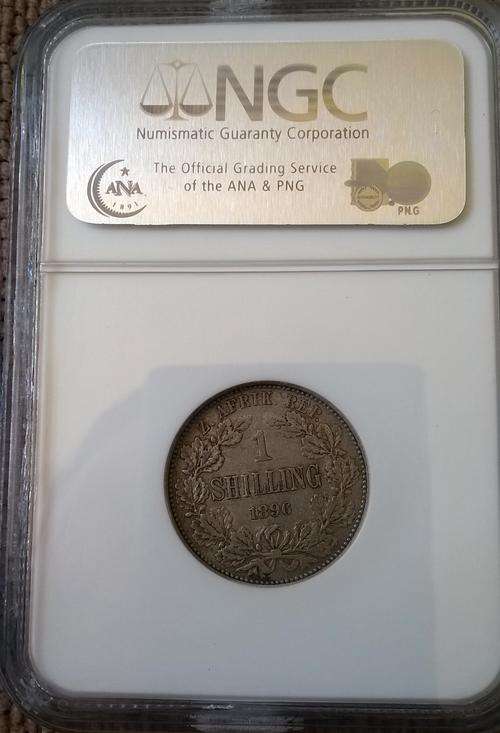 NGC
Numismatic Guaranty Corporation
The Official Grading Service
of the ANA & PNG
ANA
1891
PNG
Z. AFRIK. REP.
1
SHILLING
1896